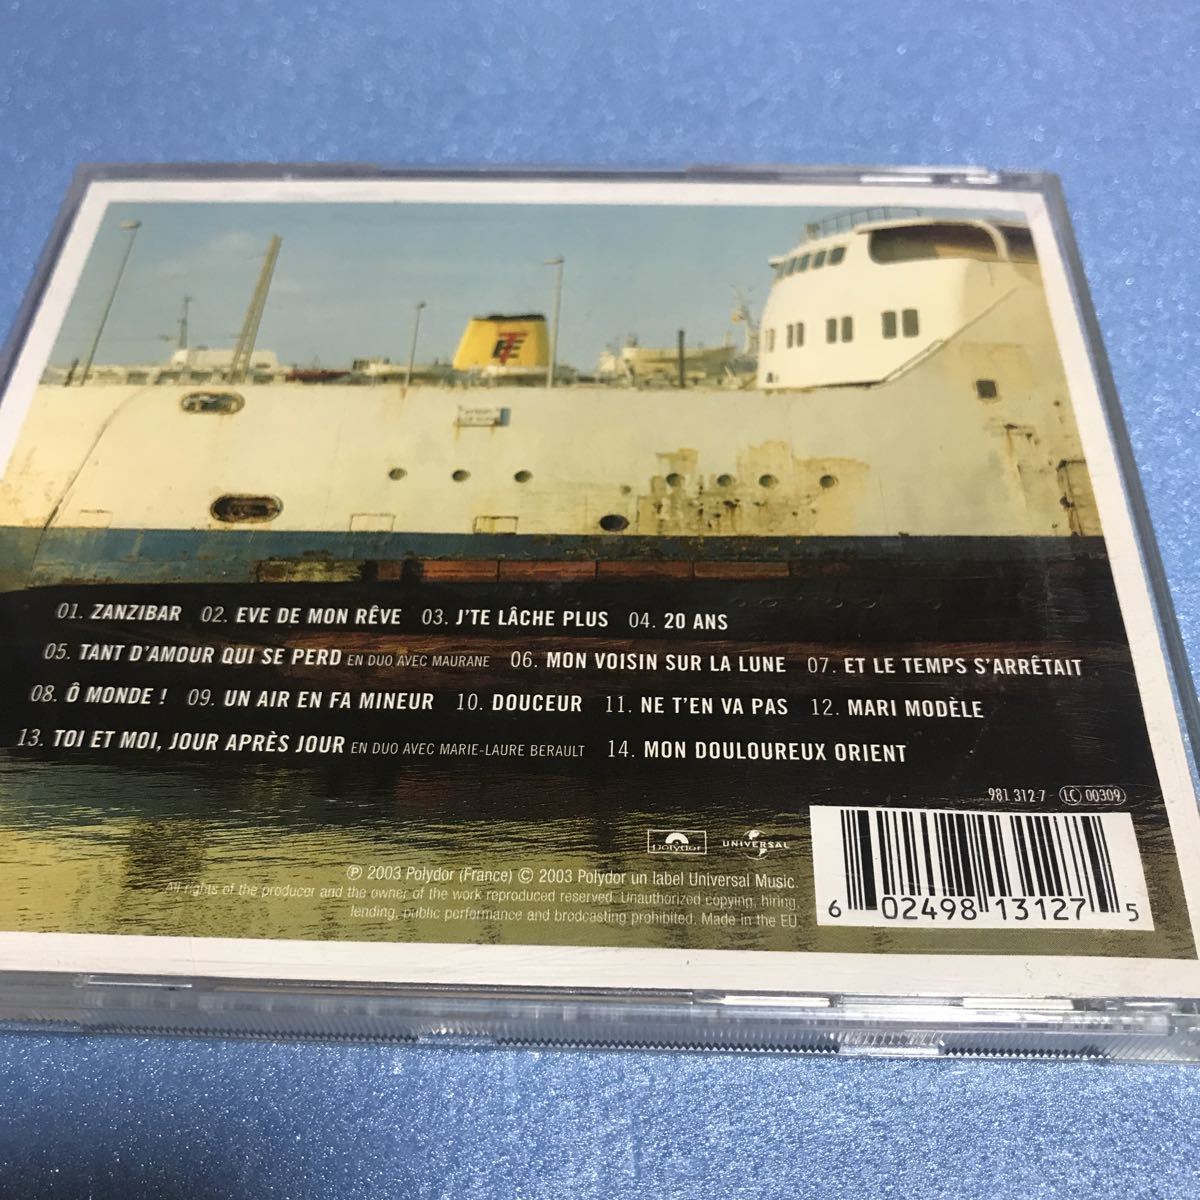 01. ZANZIBAR 02. EVE DE MON RÊVE 03. J'TE LÂCHE PLUS 04. 20 ANS
05. TANT D'AMOUR QUI SE PERD EN DUO AVEC MAURANE 06. MON VOISIN SUR LA LUNE 07. ET LE TEMPS S'ARRÊTAIT
08. Ô MONDE ! 09. UN AIR EN FA MINEUR 10. DOUCEUR 11. NE T'EN VA PAS 12. MARI MODÈLE
13. TOI ET MOI, JOUR APRÈS JOUR EN DUO AVEC MARIE-LAURE BERAULT 14. MON DOULOUREUX ORIENT
981 312-7 LC 00309
Polydor UNIVERSAL
℗ 2003 Polydor (France) © 2003 Polydor un label Universal Music.
All rights of the producer and the owner of the work reproduced reserved. Unauthorized copying, hiring,
lending, public performance and brodcasting prohibited. Made in the EU.
6 02498 13127 5